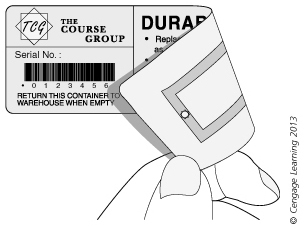 TCG
THE
COURSE
GROUP
Serial No. :
• 0 1 2 3 4 5 6
RETURN THIS CONTAINER TO
WAREHOUSE WHEN EMPTY
•
as
•
© Cengage Learning 2013